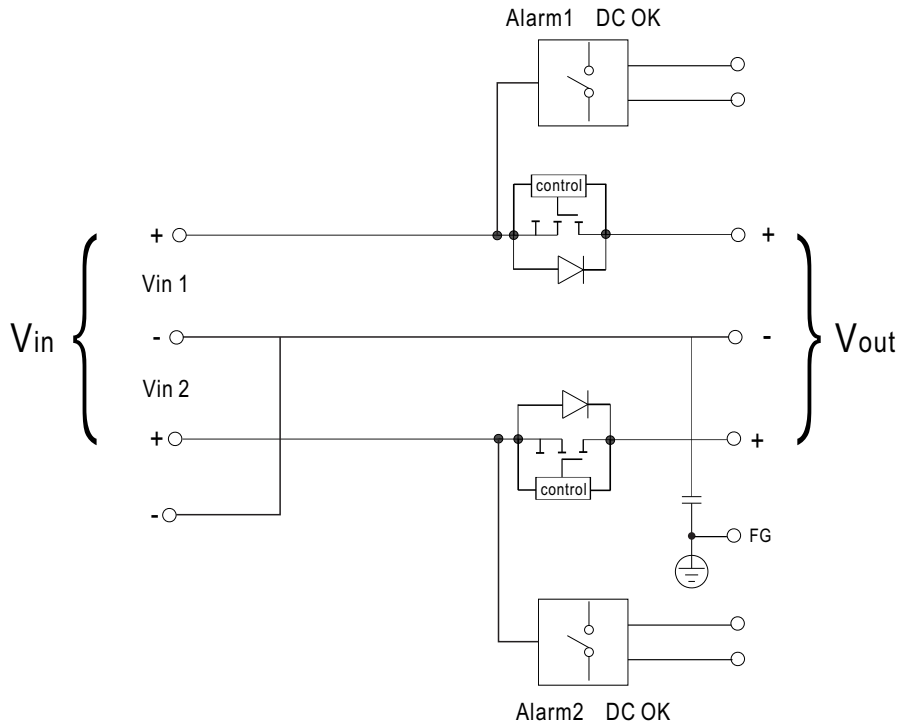 Alarm1 DC OK
control
+ +
Vin 1
- -
Vin Vout
Vin 2
+ +
control
-
FG
Alarm2 DC OK